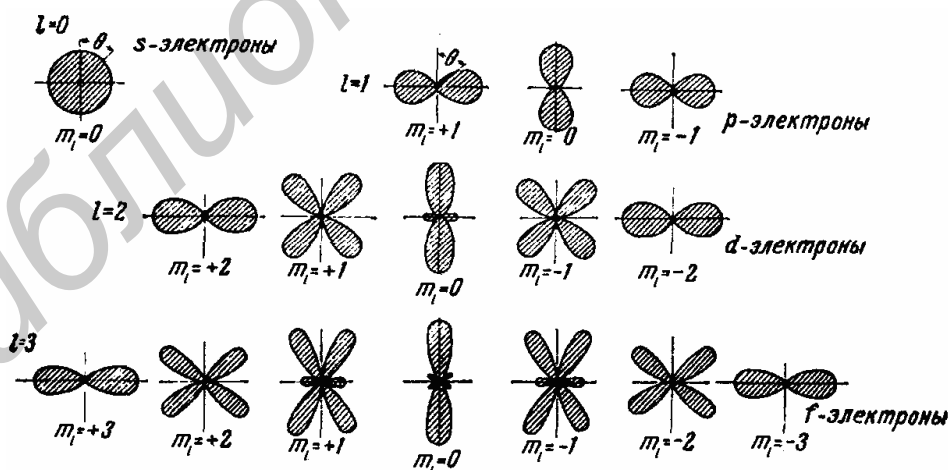 l=0
θ
s-электроны
m_l=0
l=1
θ
m_l=+1
m_l=0
m_l=-1
p-электроны
l=2
m_l=+2
m_l=+1
m_l=0
m_l=-1
m_l=-2
d-электроны
l=3
m_l=+3
m_l=+2
m_l=+1
m_l=0
m_l=-1
m_l=-2
m_l=-3
f-электроны